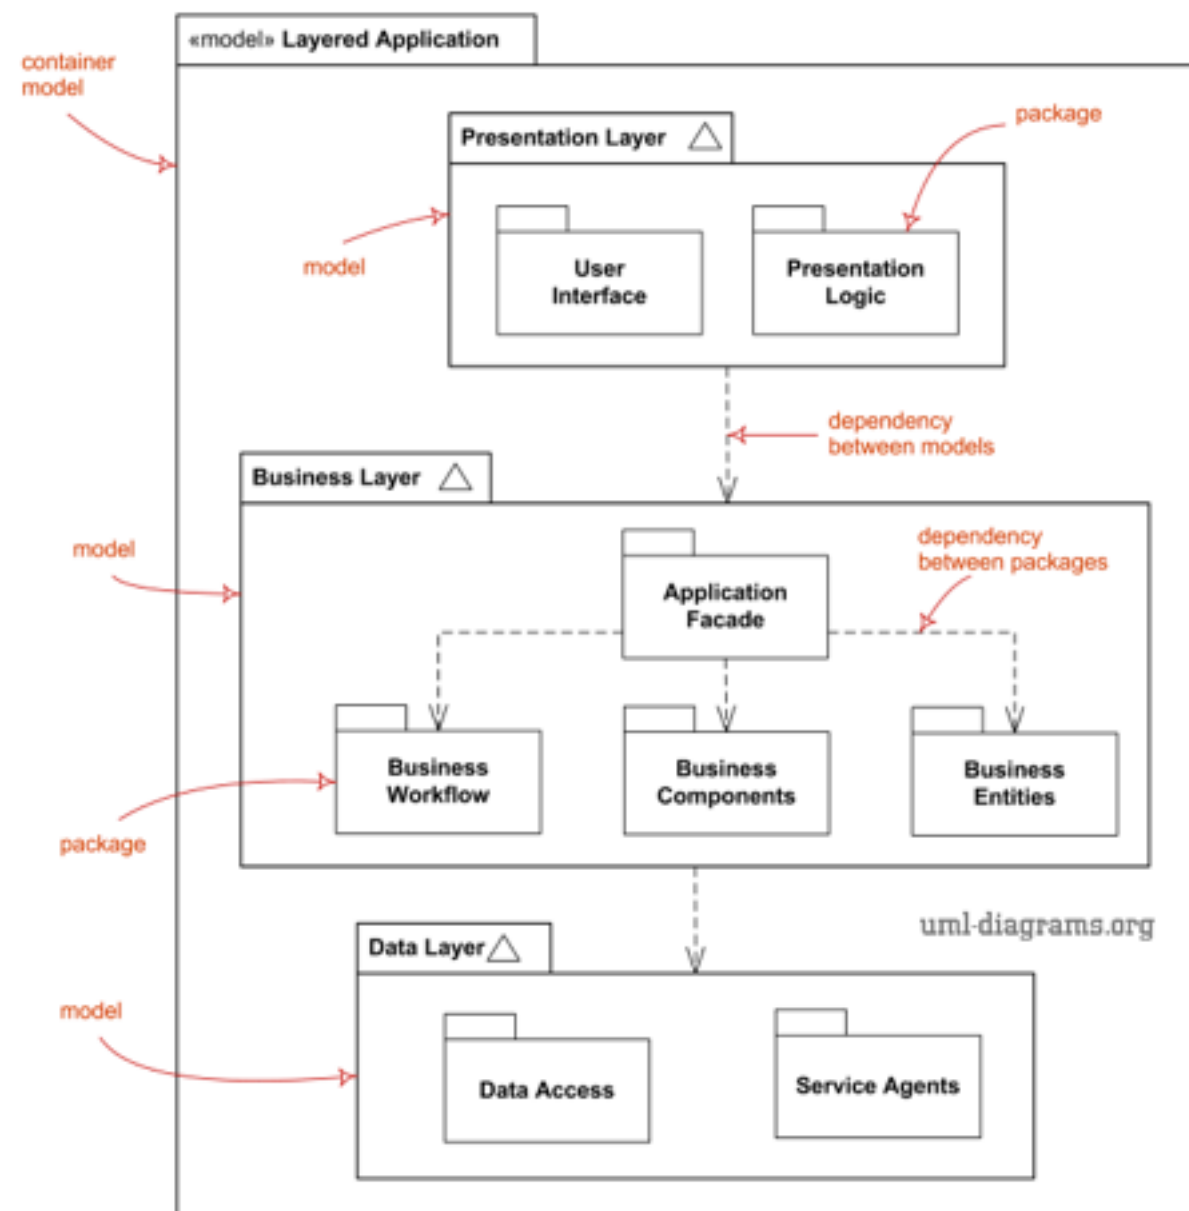 «model» Layered Application
container
model
Presentation Layer
package
User
Interface
Presentation
Logic
model
dependency
between models
Business Layer
model
dependency
between packages
Application
Facade
Business
Workflow
Business
Components
Business
Entities
package
uml-diagrams.org
Data Layer
model
Data Access
Service Agents